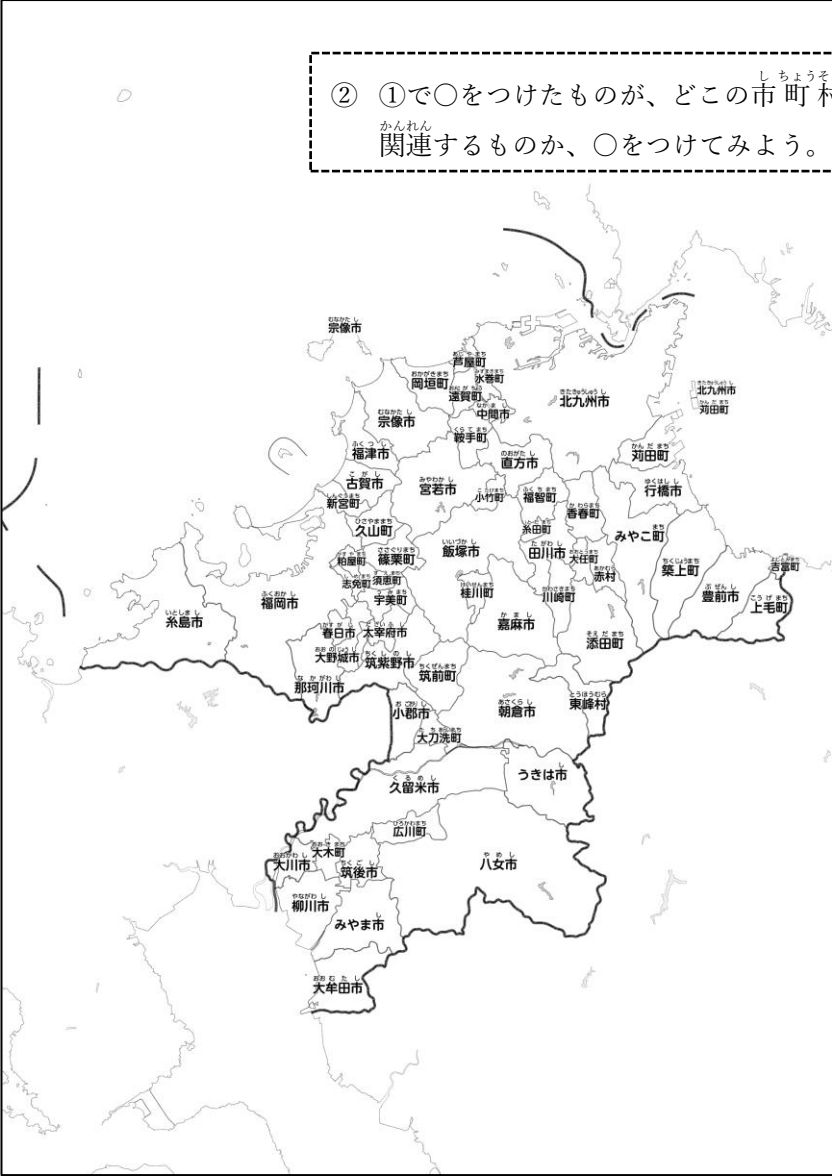 ② ①で○をつけたものが、どこの市町村
関連するものか、○をつけてみよう。
宗像市
芦屋町
水巻町
岡垣町
遠賀町
中間市
北九州市
北九州市
苅田町
宗像市
鞍手町
福津市
直方市
苅田町
古賀市
宮若市
小竹町
福智町
行橋市
新宮町
香春町
久山町
糸田町
みやこ町
粕屋町
篠栗町
飯塚市
田川市
大任町
吉富町
志免町
須恵町
赤村
築上町
宇美町
桂川町
川崎町
豊前市
上毛町
糸島市
福岡市
嘉麻市
春日市
太宰府市
添田町
大野城市
筑紫野市
筑前町
那珂川市
小郡市
朝倉市
東峰村
大刀洗町
久留米市
うきは市
広川町
大木町
大川市
筑後市
八女市
柳川市
みやま市
大牟田市